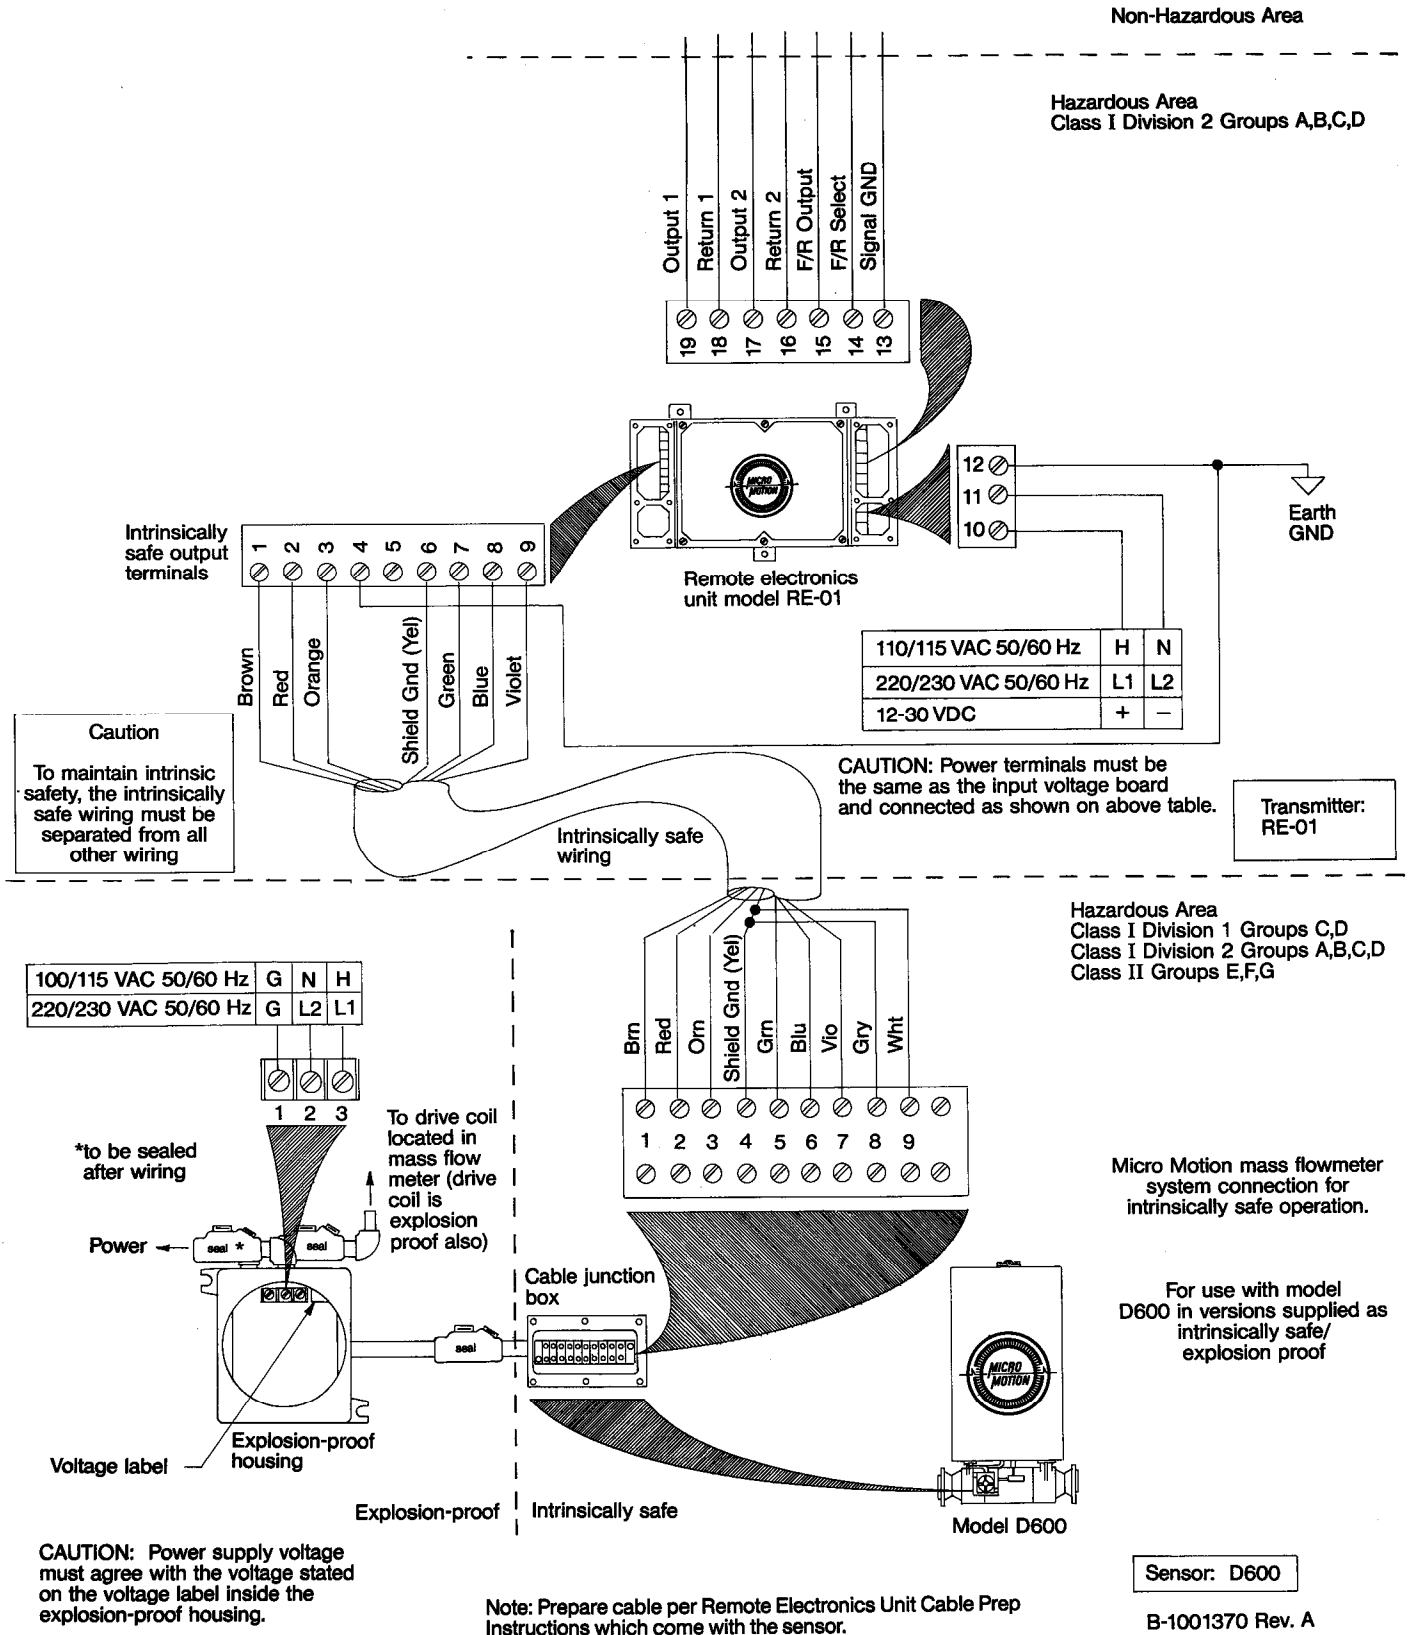 Non-Hazardous Area
Hazardous Area
Class I Division 2 Groups A,B,C,D
Output 1
Return 1
Output 2
Return 2
F/R Output
F/R Select
Signal GND
19 18 17 16 15 14 13
MICRO
MOTION
12
11
10
Earth
GND
Remote electronics
unit model RE-01
Intrinsically
safe output
terminals
1 2 3 4 5 6 7 8 9
Brown
Red
Orange
Shield Gnd (Yel)
Green
Blue
Violet
110/115 VAC 50/60 Hz H N
220/230 VAC 50/60 Hz L1 L2
12-30 VDC + −
Caution
To maintain intrinsic
safety, the intrinsically
safe wiring must be
separated from all
other wiring
CAUTION: Power terminals must be
the same as the input voltage board
and connected as shown on above table.
Transmitter:
RE-01
Intrinsically safe
wiring
Hazardous Area
Class I Division 1 Groups C,D
Class I Division 2 Groups A,B,C,D
Class II Groups E,F,G
100/115 VAC 50/60 Hz G N H
220/230 VAC 50/60 Hz G L2 L1
1 2 3
Brn
Red
Orn
Shield Gnd (Yel)
Grn
Blu
Vio
Gry
Wht
1 2 3 4 5 6 7 8 9
*to be sealed
after wiring
To drive coil
located in
mass flow
meter (drive
coil is
explosion
proof also)
Power
seal *
seal
seal
Cable junction
box
Micro Motion mass flowmeter
system connection for
intrinsically safe operation.
For use with model
D600 in versions supplied as
intrinsically safe/
explosion proof
MICRO
MOTION
Explosion-proof
housing
Voltage label
Explosion-proof
Intrinsically safe
Model D600
CAUTION: Power supply voltage
must agree with the voltage stated
on the voltage label inside the
explosion-proof housing.
Note: Prepare cable per Remote Electronics Unit Cable Prep
Instructions which come with the sensor.
Sensor: D600
B-1001370 Rev. A